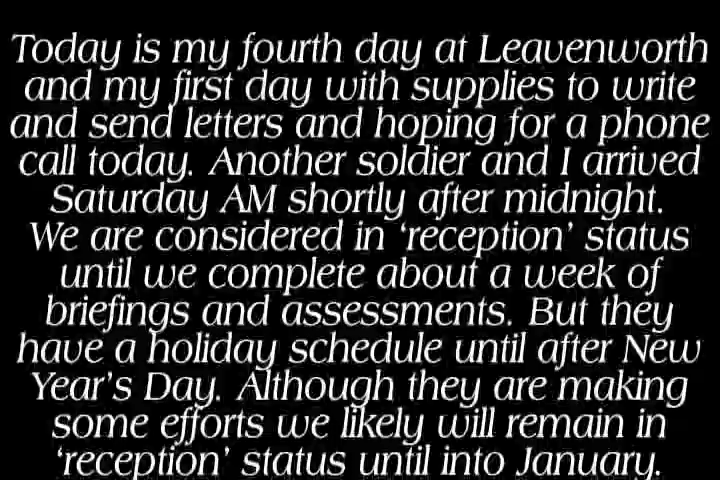 Today is my fourth day at Leavenworth
and my first day with supplies to write
and send letters and hoping for a phone
call today. Another soldier and I arrived
Saturday AM shortly after midnight.
We are considered in ‘reception’ status
until we complete about a week of
briefings and assessments. But they
have a holiday schedule until after New
Year’s Day. Although they are making
some efforts we likely will remain in
‘reception’ status until into January.